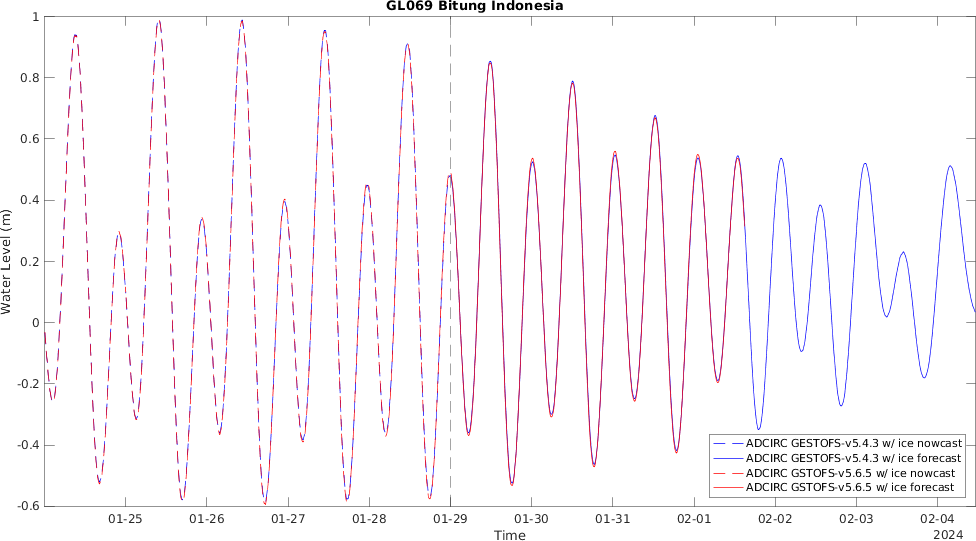 GL069 Bitung Indonesia
1
0.8
0.6
0.4
0.2
0
-0.2
-0.4
-0.6
Water Level (m)
ADCIRC GESTOFS-v5.4.3 w/ ice nowcast
ADCIRC GESTOFS-v5.4.3 w/ ice forecast
ADCIRC GSTOFS-v5.6.5 w/ ice nowcast
ADCIRC GSTOFS-v5.6.5 w/ ice forecast
01-25 01-26 01-27 01-28 01-29 01-30 01-31 02-01 02-02 02-03 02-04
Time
2024